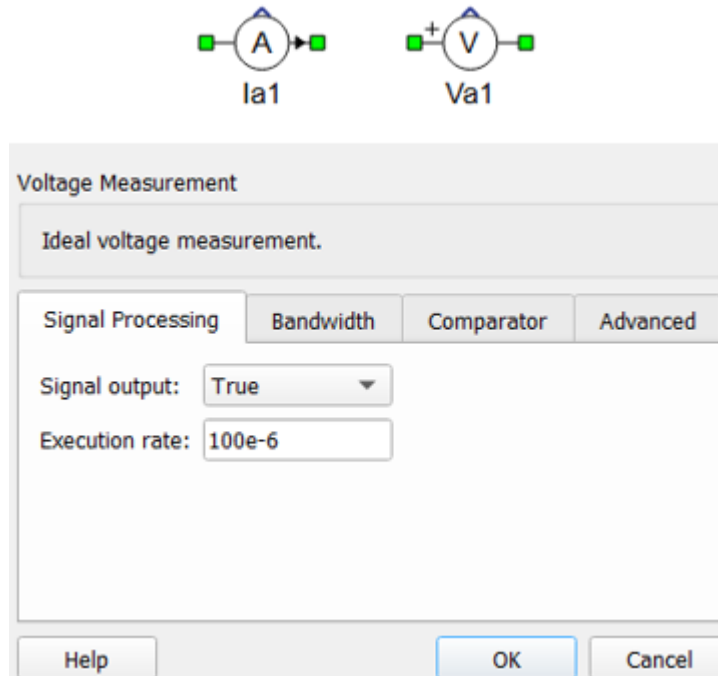 A
+
V
Ia1
Va1
Voltage Measurement
Ideal voltage measurement.
Signal Processing
Bandwidth
Comparator
Advanced
Signal output: True
Execution rate: 100e-6
Help
OK
Cancel